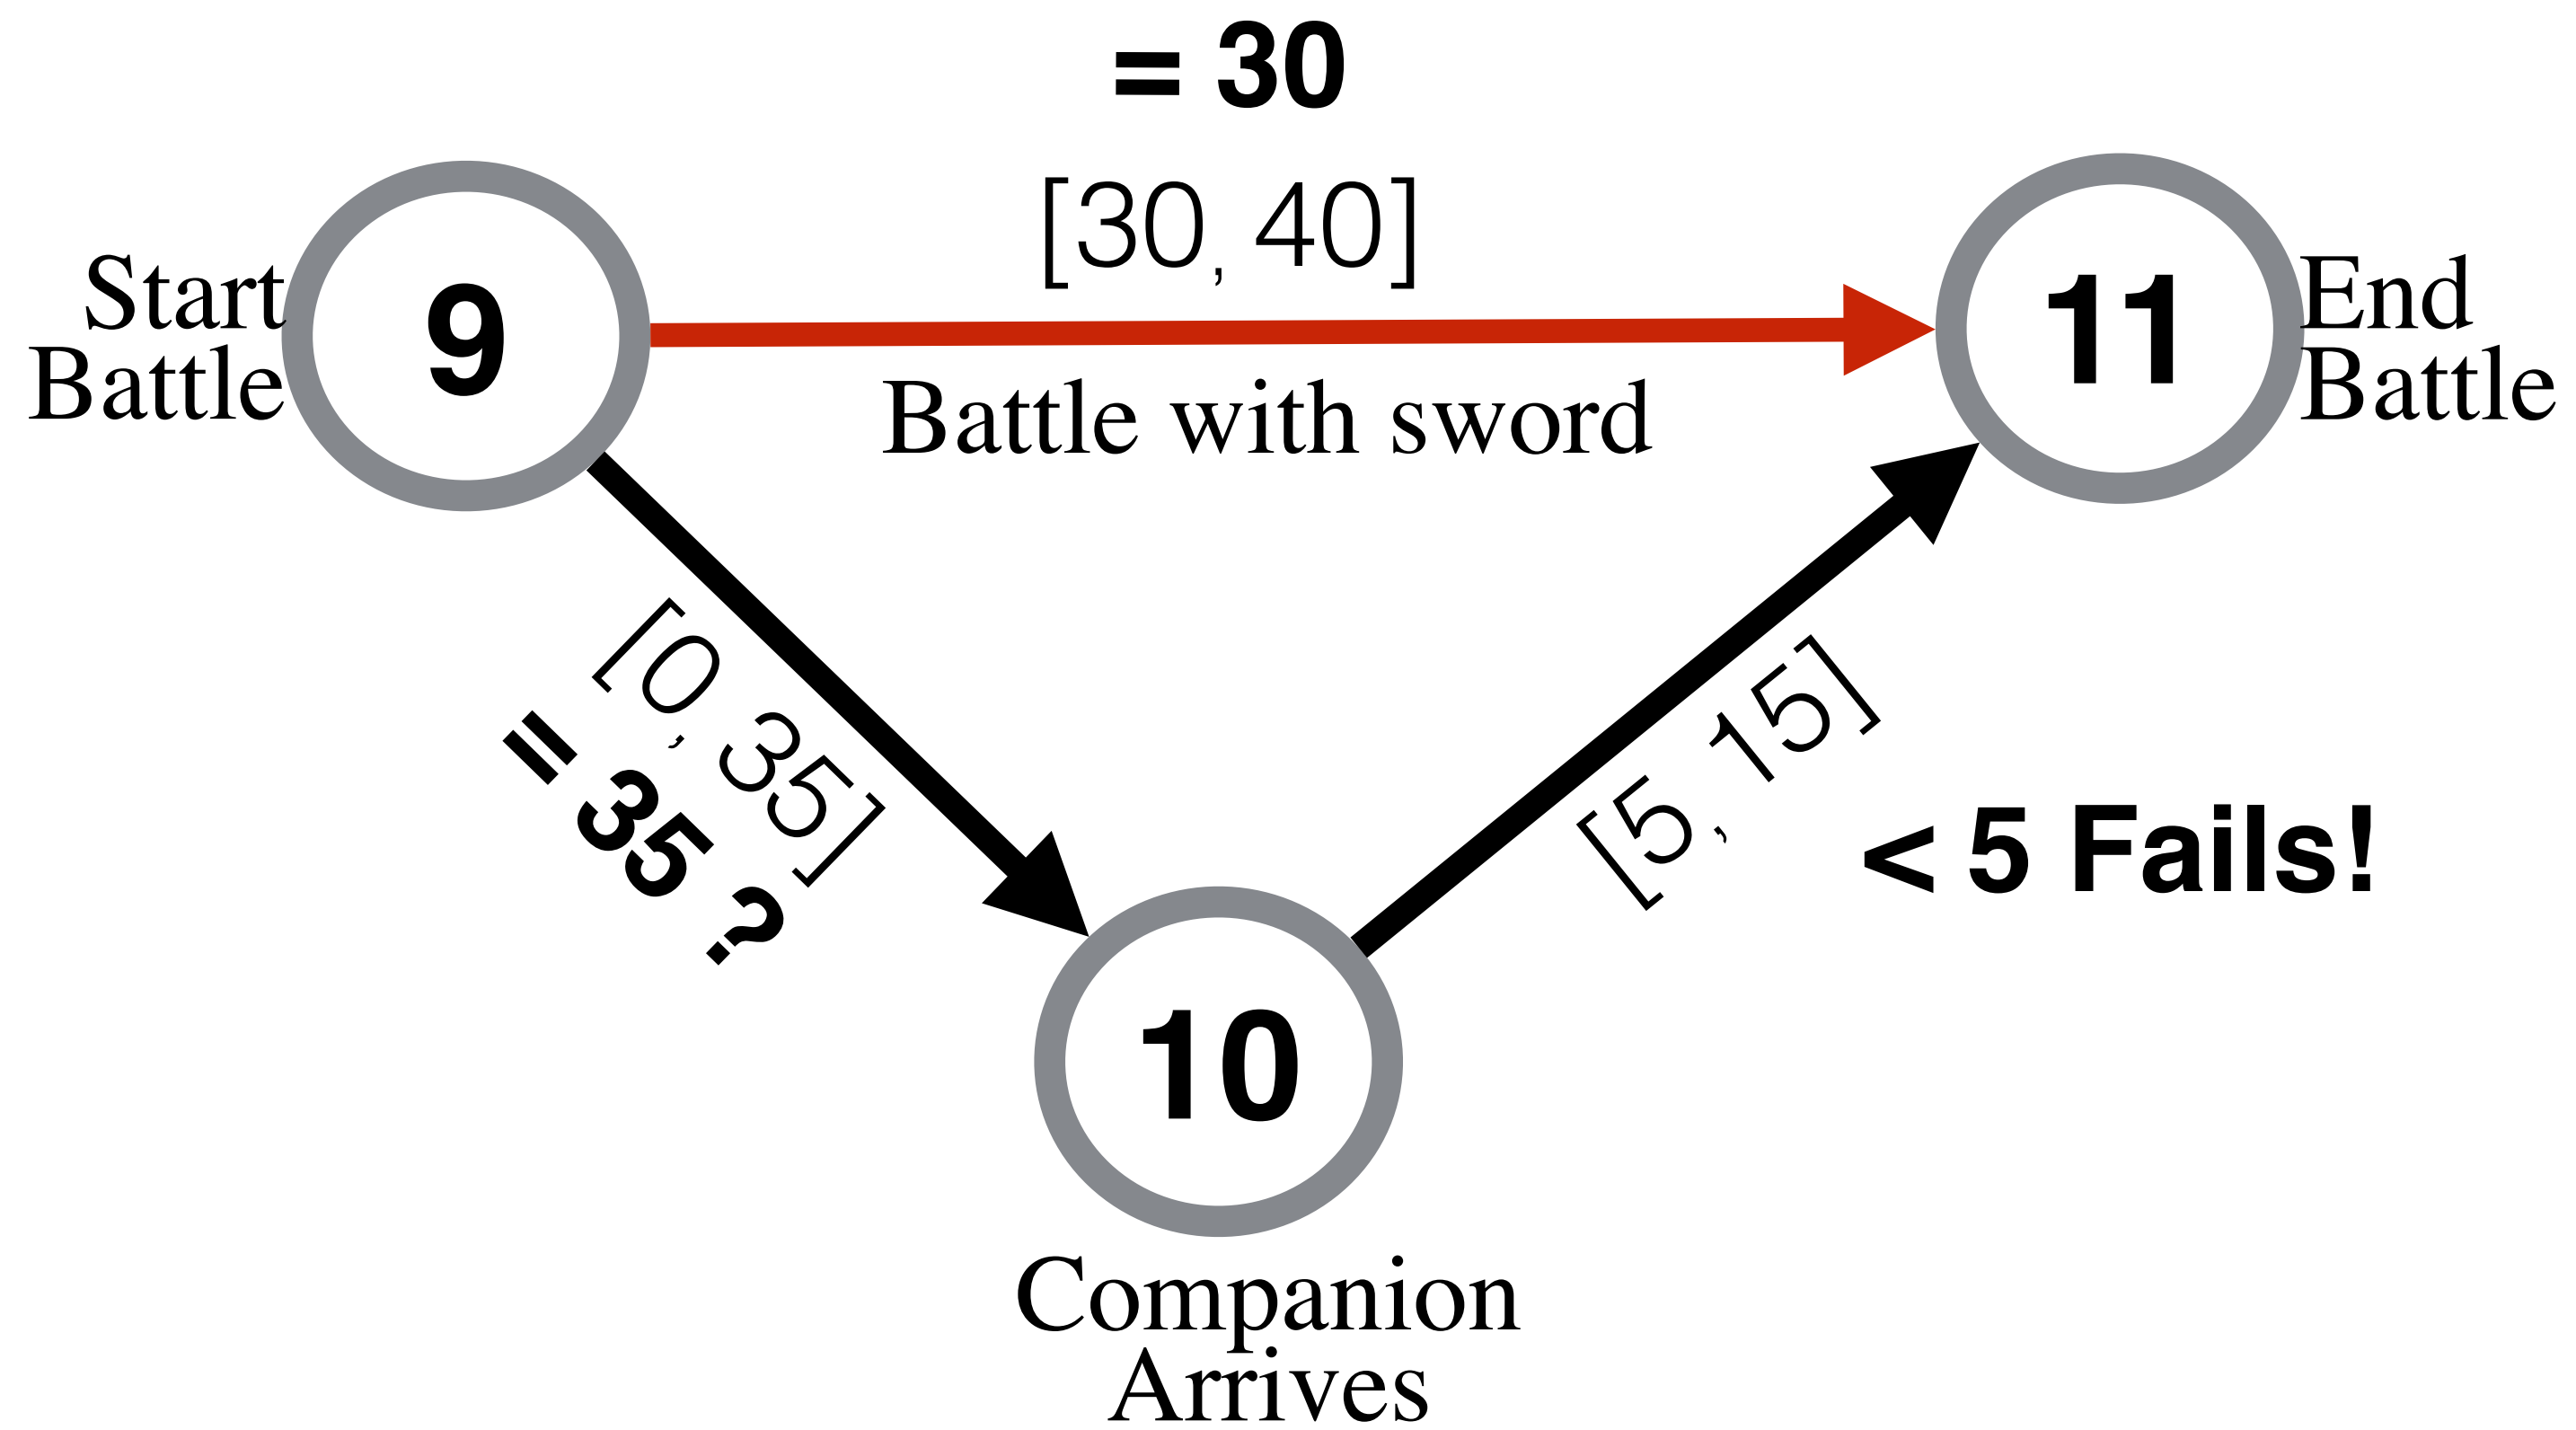 = 30
[30, 40]
Start
Battle
9
11
End
Battle
Battle with sword
[0, 35]
= 35 ?
[5, 15]
< 5 Fails!
10
Companion
Arrives